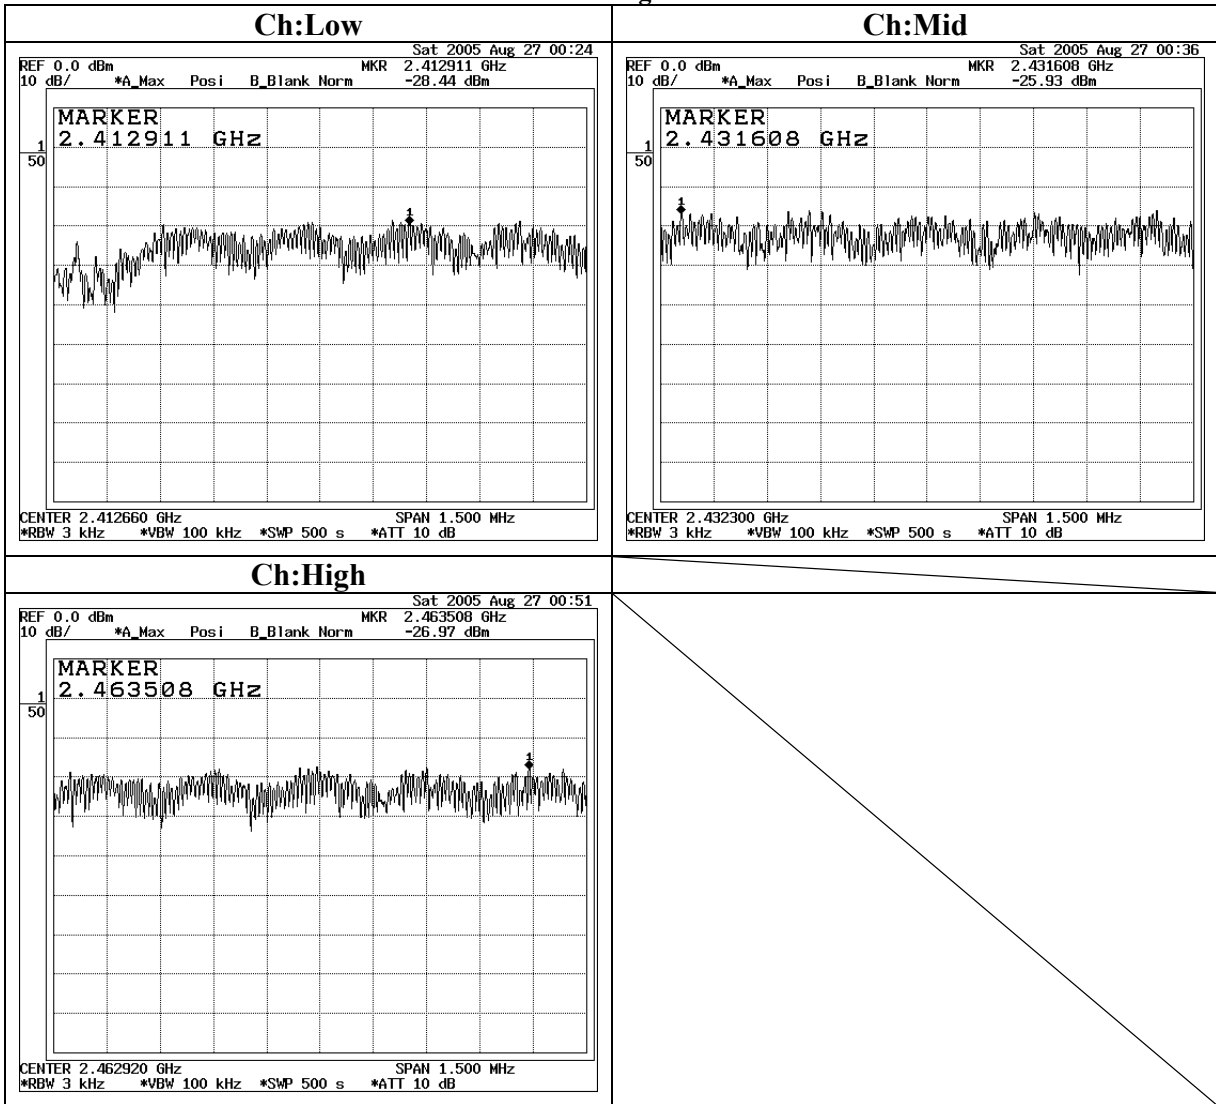 Ch:Low
Sat 2005 Aug 27 00:24
REF 0.0 dBm MKR 2.412911 GHz
10 dB/ *A_Max Posi B_Blank Norm -28.44 dBm
MARKER
2.412911 GHz
1
50
1
CENTER 2.412660 GHz SPAN 1.500 MHz
*RBW 3 kHz *VBW 100 kHz *SWP 500 s *ATT 10 dB
Ch:Mid
Sat 2005 Aug 27 00:36
REF 0.0 dBm MKR 2.431608 GHz
10 dB/ *A_Max Posi B_Blank Norm -25.93 dBm
MARKER
2.431608 GHz
1
50
1
CENTER 2.432300 GHz SPAN 1.500 MHz
*RBW 3 kHz *VBW 100 kHz *SWP 500 s *ATT 10 dB
Ch:High
Sat 2005 Aug 27 00:51
REF 0.0 dBm MKR 2.463508 GHz
10 dB/ *A_Max Posi B_Blank Norm -26.97 dBm
MARKER
2.463508 GHz
1
50
1
CENTER 2.462920 GHz SPAN 1.500 MHz
*RBW 3 kHz *VBW 100 kHz *SWP 500 s *ATT 10 dB